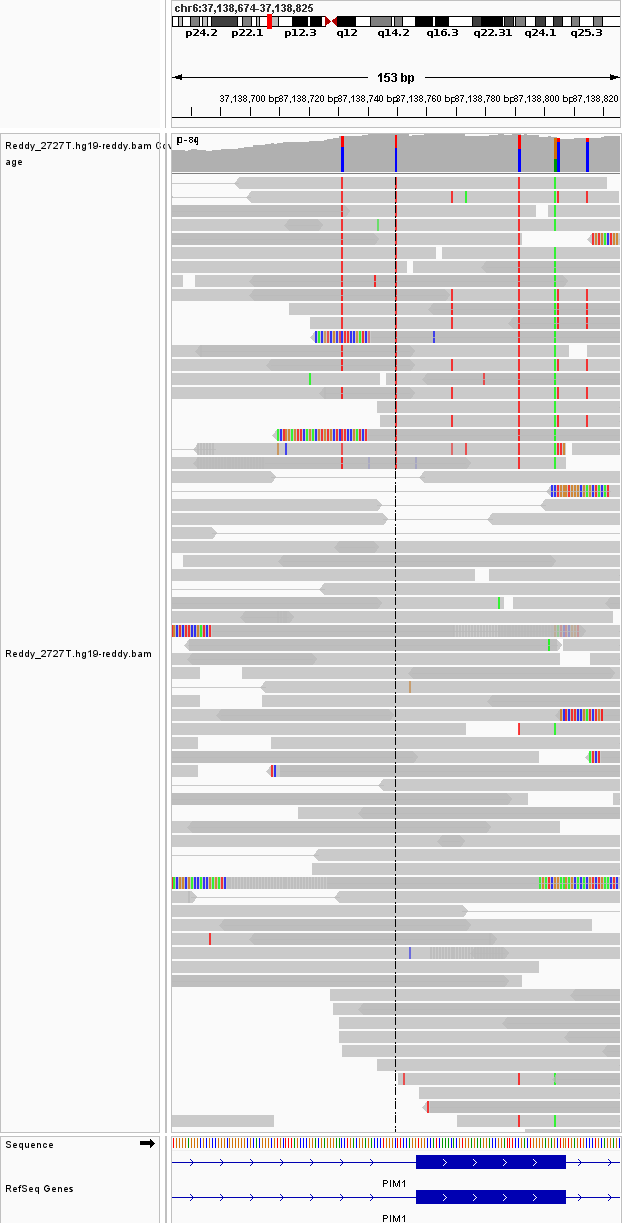 chr6:37,138,674-37,138,825
p24.2 p22.1 p12.3 q12 q14.2 q16.3 q22.31 q24.1 q25.3
153 bp
37,138,700 bp 37,138,720 bp 37,138,740 bp 37,138,760 bp 37,138,780 bp 37,138,800 bp 37,138,820
Reddy_2727T.hg19-reddy.bam Cov
age
Reddy_2727T.hg19-reddy.bam
Sequence
PIM1
RefSeq Genes
PIM1